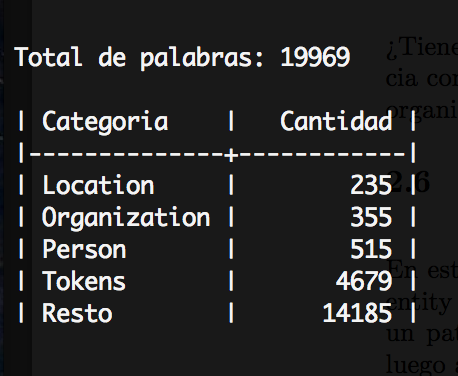 Total de palabras: 19969
| Categoria | Cantidad |
|---------------+------------|
| Location | 235 |
| Organization | 355 |
| Person | 515 |
| Tokens | 4679 |
| Resto | 14185 |
¿Tiene
cia con
organi
2.6
En est
entity
un pat
luego a